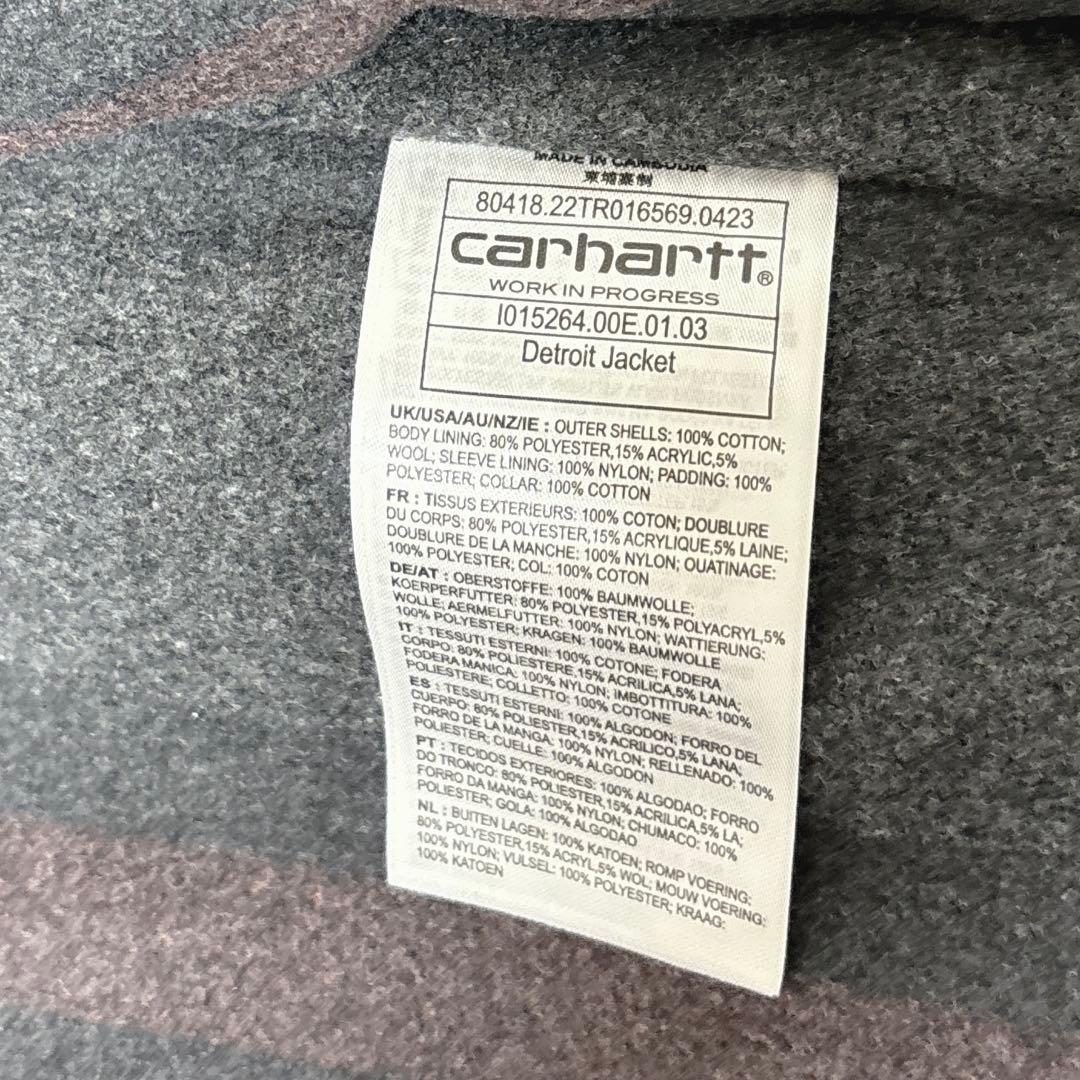 MADE IN CAMBODIA
柬埔寨制
80418.22TR016569.0423
carhartt®
WORK IN PROGRESS
I015264.00E.01.03
Detroit Jacket
UK/USA/AU/NZ/IE : OUTER SHELLS: 100% COTTON;
BODY LINING: 80% POLYESTER,15% ACRYLIC,5%
WOOL; SLEEVE LINING: 100% NYLON; PADDING: 100%
POLYESTER; COLLAR: 100% COTTON
FR : TISSUS EXTERIEURS: 100% COTON; DOUBLURE
DU CORPS: 80% POLYESTER,15% ACRYLIQUE,5% LAINE;
DOUBLURE DE LA MANCHE: 100% NYLON; OUATINAGE:
100% POLYESTER; COL: 100% COTON
DE/AT : OBERSTOFFE: 100% BAUMWOLLE;
KOERPERFUTTER: 80% POLYESTER,15% POLYACRYL,5%
WOLLE; AERMELFUTTER: 100% NYLON; WATTIERUNG:
100% POLYESTER; KRAGEN: 100% BAUMWOLLE
IT : TESSUTI ESTERNI: 100% COTONE; FODERA
CORPO: 80% POLIESTERE,15% ACRILICA,5% LANA;
FODERA MANICA: 100% NYLON; IMBOTTITURA: 100%
POLIESTERE; COLLETTO: 100% COTONE
ES : TESSUTI ESTERNI: 100% ALGODON; FORRO DEL
CUERPO: 80% POLIESTER,15% ACRILICO,5% LANA;
FORRO DE LA MANGA: 100% NYLON; RELLENADO: 100%
POLIESTER; CUELLE: 100% ALGODON
PT : TECIDOS EXTERIORES: 100% ALGODAO; FORRO
DO TRONCO: 80% POLIESTER,15% ACRILICA,5% LA;
FORRO DA MANGA: 100% NYLON; CHUMACO: 100%
POLIESTER; GOLA: 100% ALGODAO
NL : BUITEN LAGEN: 100% KATOEN; ROMP VOERING:
80% POLYESTER,15% ACRYL,5% WOL; MOUW VOERING:
100% NYLON; VULSEL: 100% POLYESTER; KRAAG:
100% KATOEN